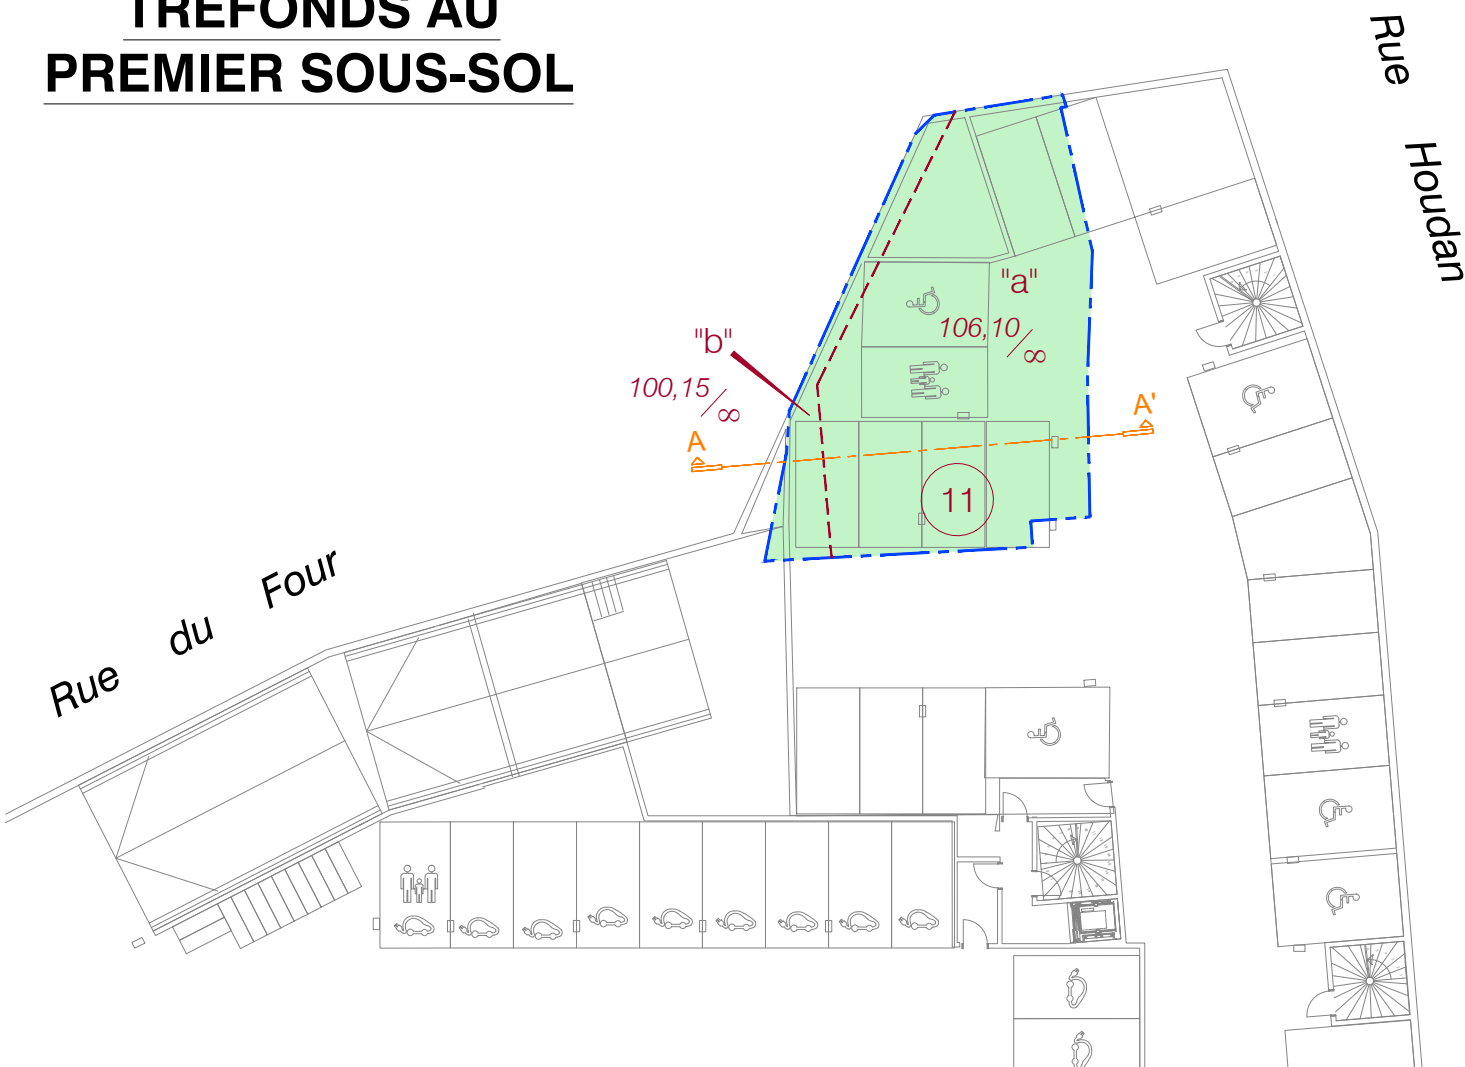 TREFONDS AU
PREMIER SOUS-SOL
Rue
Houdan
"a"
106,10/∞
"b"
100,15/∞
A
A'
11
Rue du Four